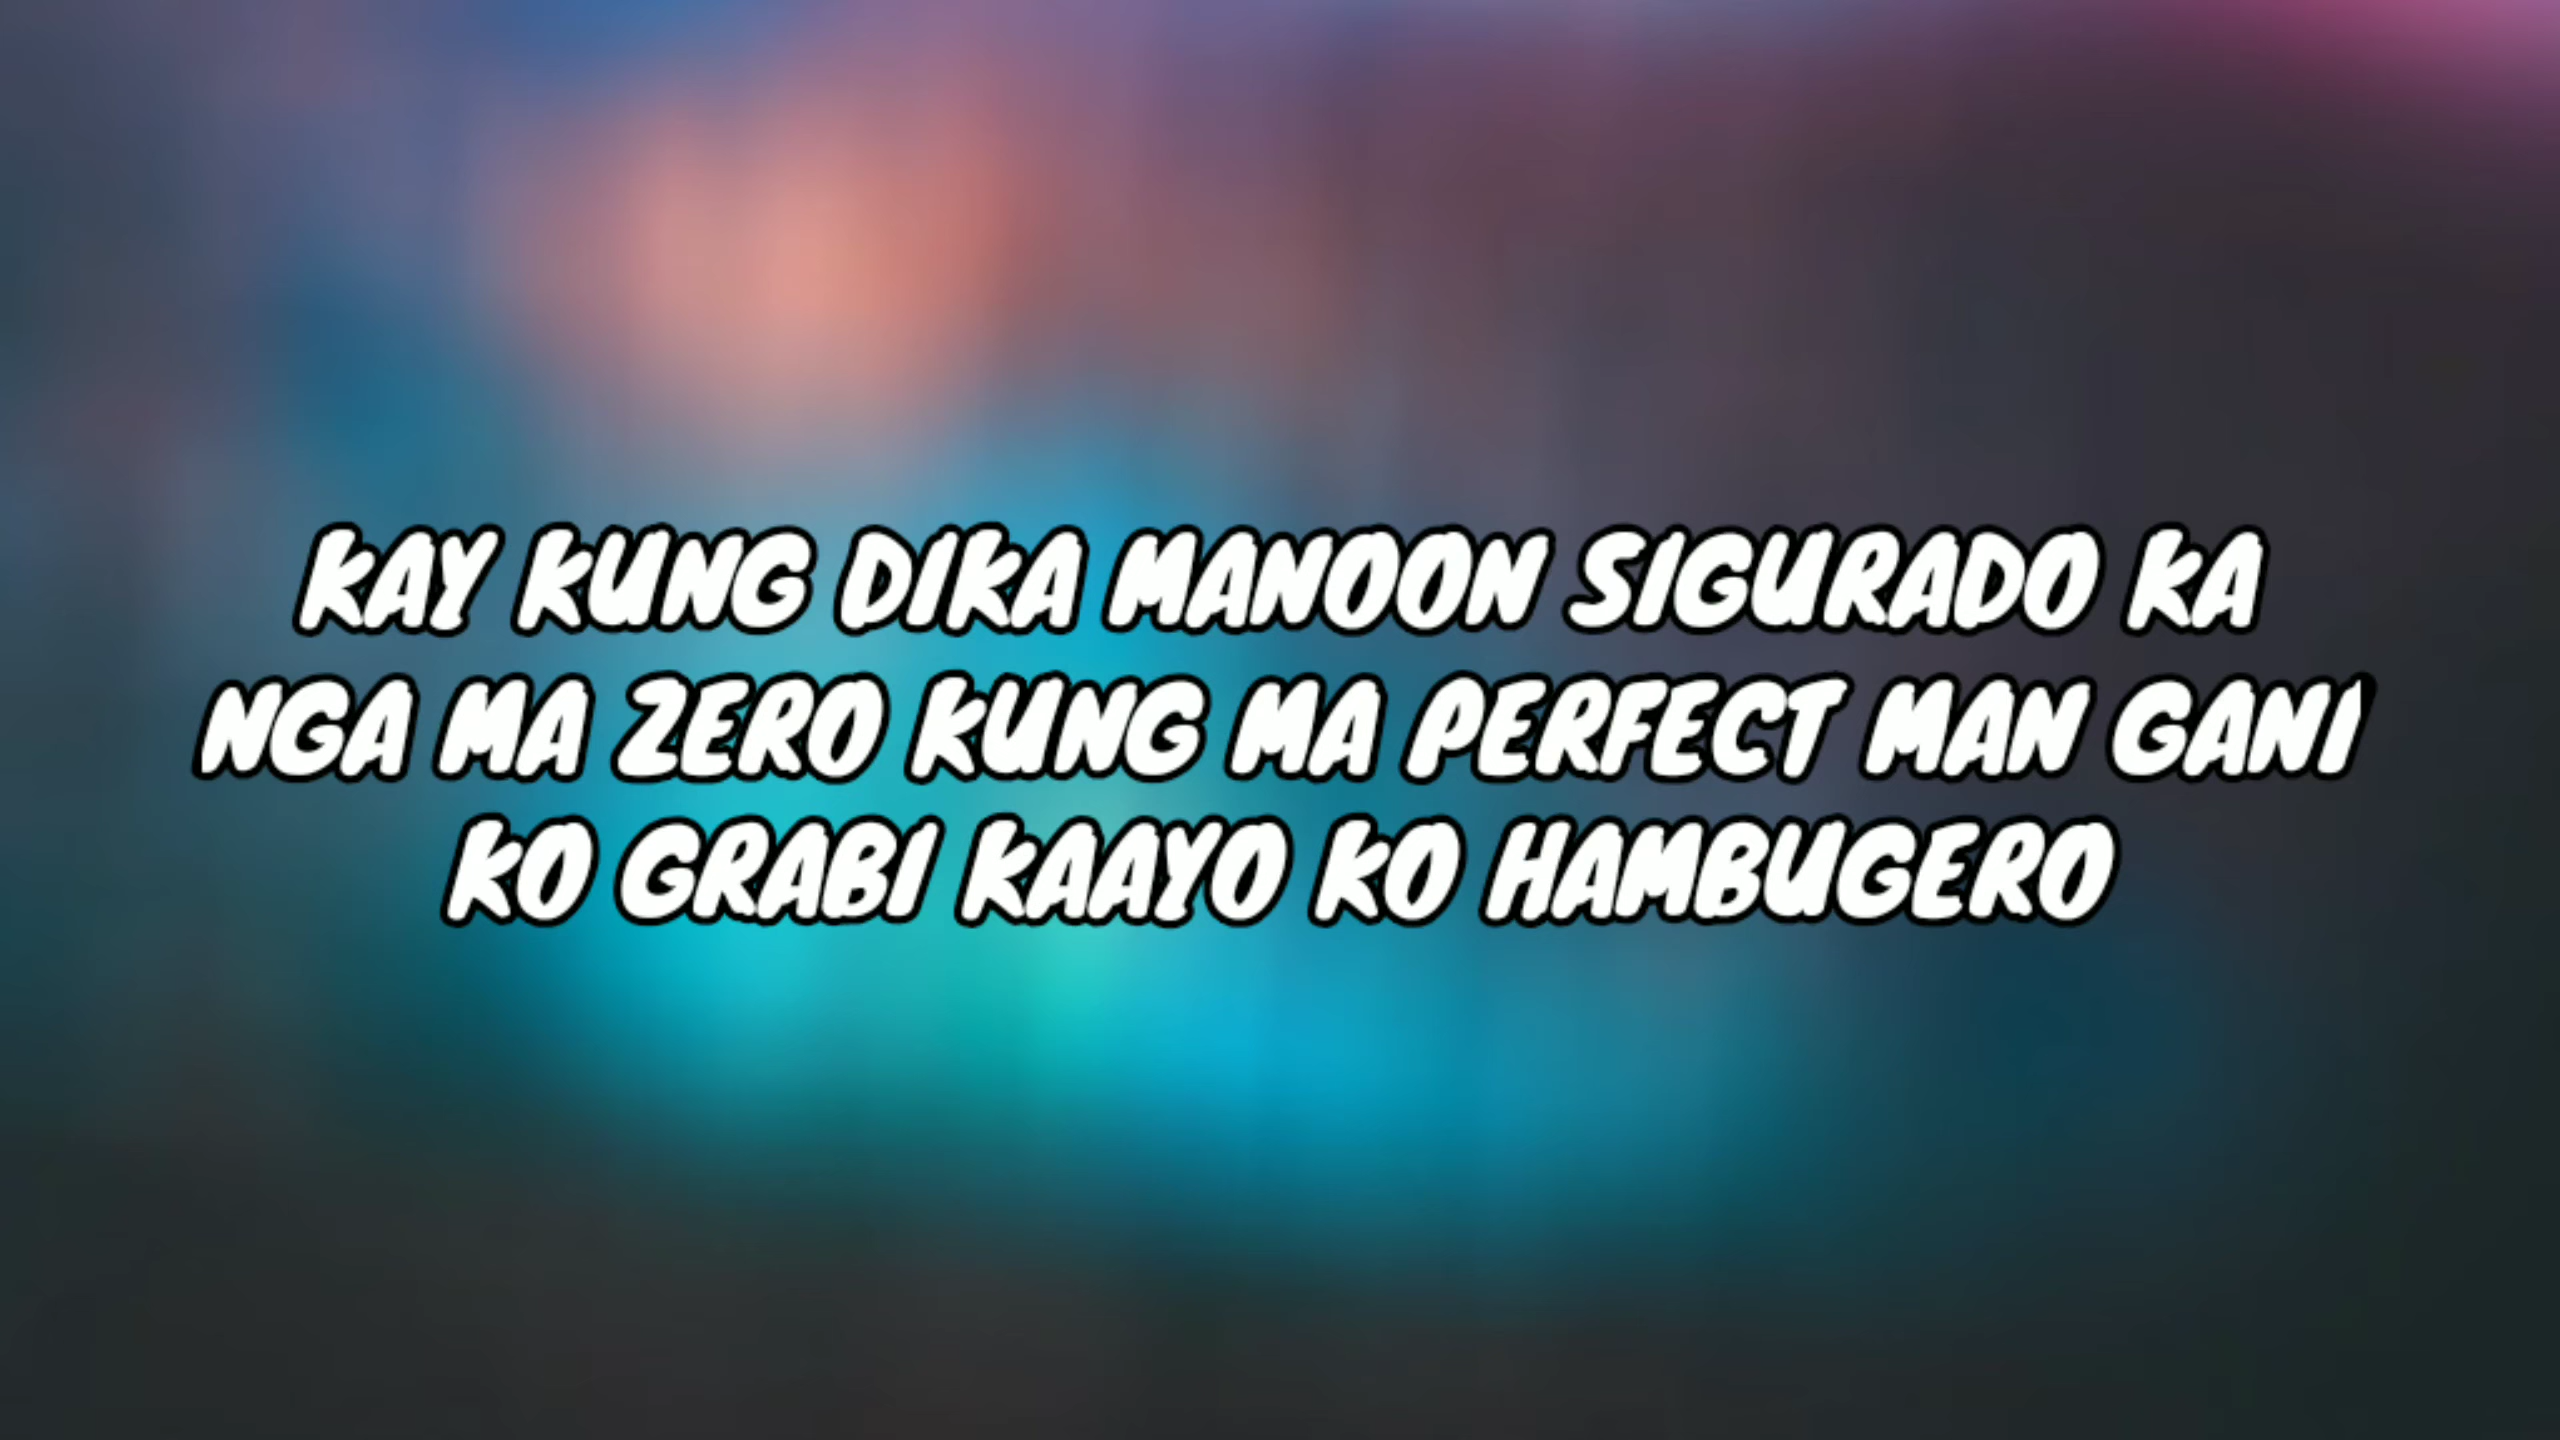 KAY KUNG DIKA MANOON SIGURADO KA
NGA MA ZERO KUNG MA PERFECT MAN GANI
KO GRABI KAAYO KO HAMBUGERO